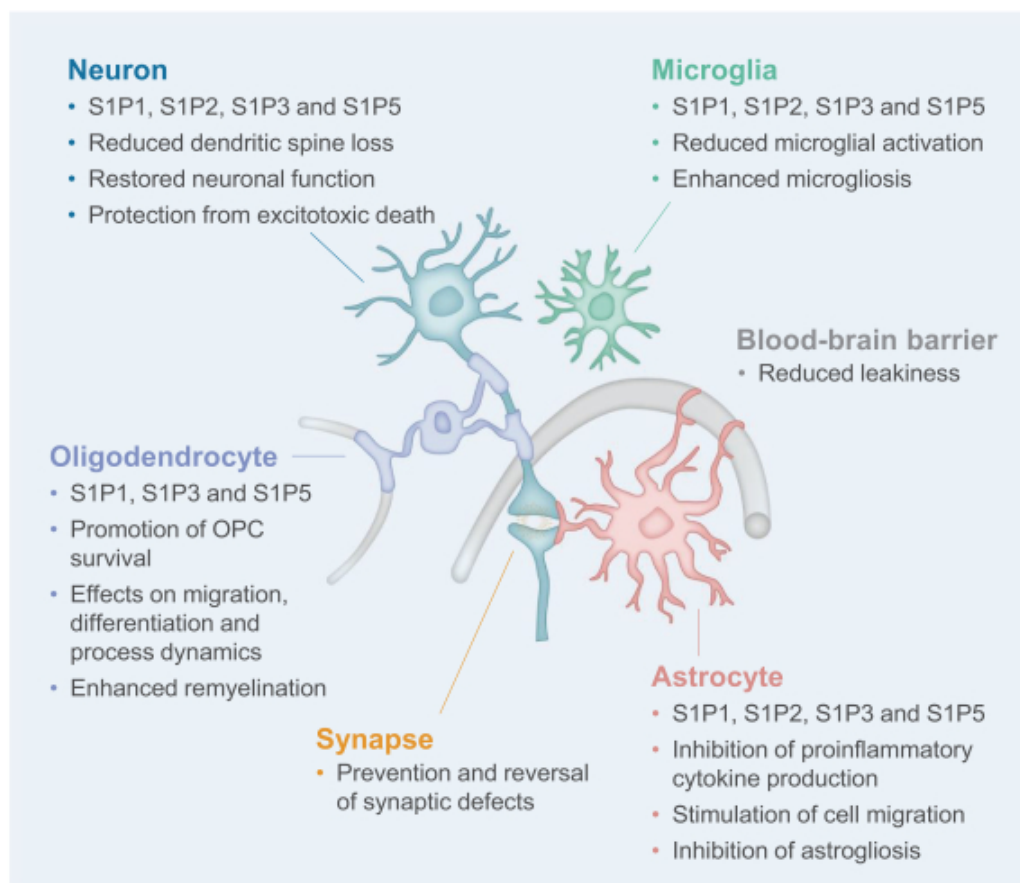 Neuron
• S1P1, S1P2, S1P3 and S1P5
• Reduced dendritic spine loss
• Restored neuronal function
• Protection from excitotoxic death
Microglia
• S1P1, S1P2, S1P3 and S1P5
• Reduced microglial activation
• Enhanced microgliosis
Blood-brain barrier
• Reduced leakiness
Oligodendrocyte
• S1P1, S1P3 and S1P5
• Promotion of OPC
survival
• Effects on migration,
differentiation and
process dynamics
• Enhanced remyelination
Synapse
• Prevention and reversal
of synaptic defects
Astrocyte
• S1P1, S1P2, S1P3 and S1P5
• Inhibition of proinflammatory
cytokine production
• Stimulation of cell migration
• Inhibition of astrogliosis